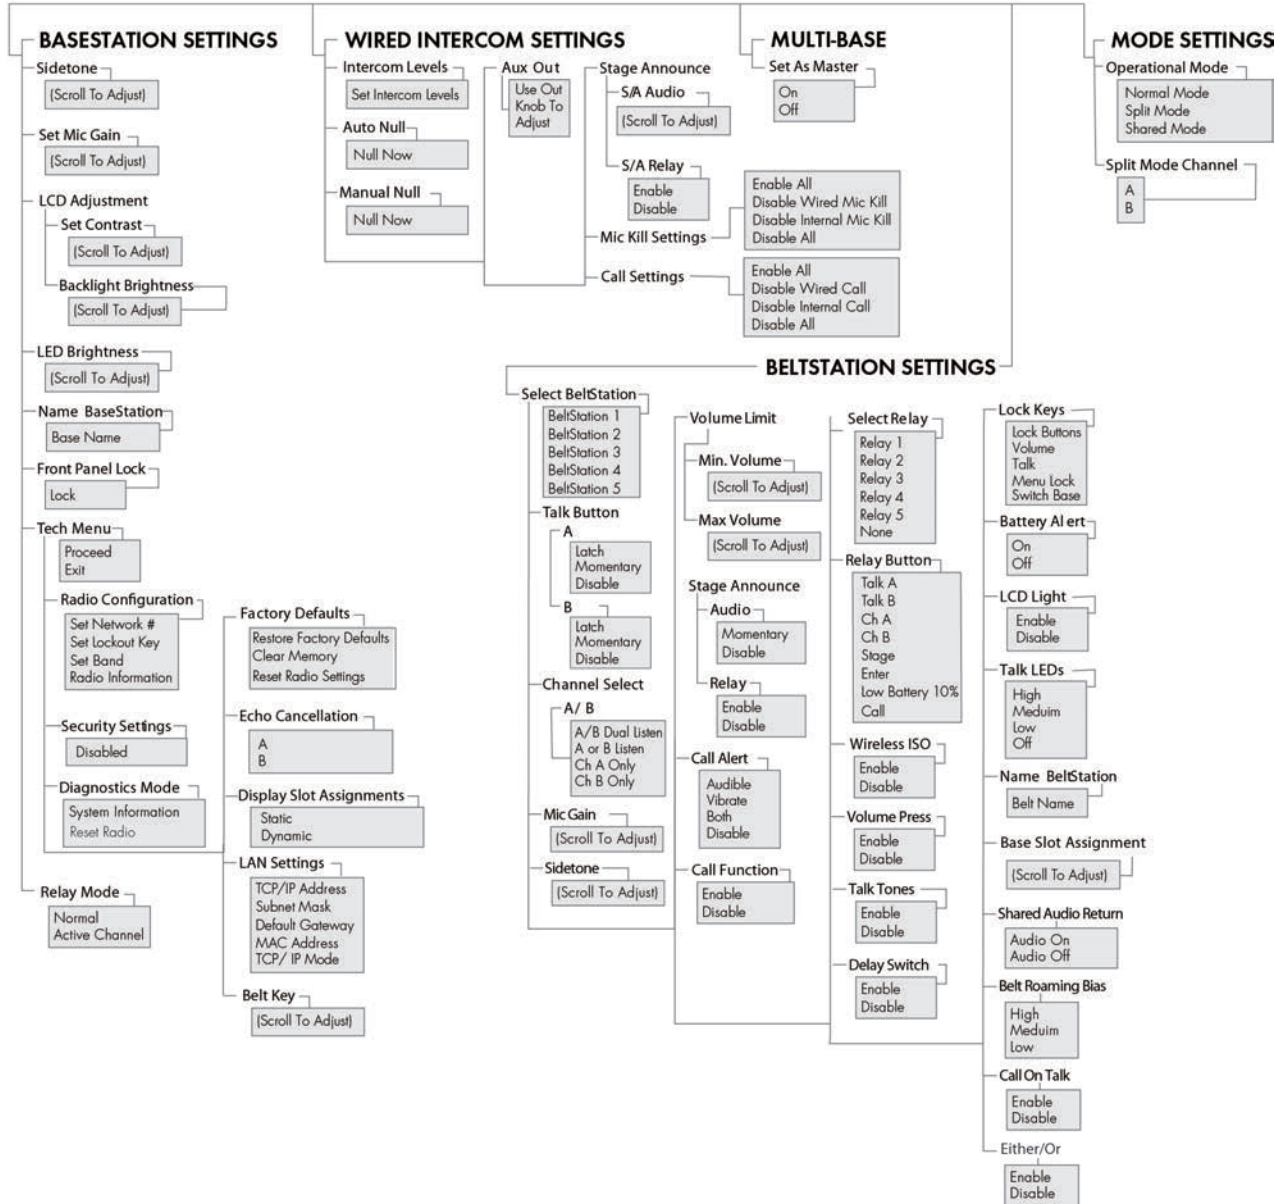 BASESTATION SETTINGS
Sidetone
(Scroll To Adjust)
Set Mic Gain
(Scroll To Adjust)
LCD Adjustment
Set Contrast
(Scroll To Adjust)
Backlight Brightness
(Scroll To Adjust)
LED Brightness
(Scroll To Adjust)
Name BaseStation
Base Name
Front Panel Lock
Lock
Tech Menu
Proceed
Exit
Radio Configuration
Set Network #
Set Lockout Key
Set Band
Radio Information
Security Settings
Disabled
Diagnostics Mode
System Information
Reset Radio
Relay Mode
Normal
Active Channel
Factory Defaults
Restore Factory Defaults
Clear Memory
Reset Radio Settings
Echo Cancellation
A
B
Display Slot Assignments
Static
Dynamic
LAN Settings
TCP/IP Address
Subnet Mask
Default Gateway
MAC Address
TCP/ IP Mode
Belt Key
(Scroll To Adjust)
WIRED INTERCOM SETTINGS
Intercom Levels
Set Intercom Levels
Auto Null
Null Now
Manual Null
Null Now
Aux Out
Use Out
Knob To
Adjust
Stage Announce
S/A Audio
(Scroll To Adjust)
S/A Relay
Enable
Disable
Mic Kill Settings
Enable All
Disable Wired Mic Kill
Disable Internal Mic Kill
Disable All
Call Settings
Enable All
Disable Wired Call
Disable Internal Call
Disable All
MULTI-BASE
Set As Master
On
Off
MODE SETTINGS
Operational Mode
Normal Mode
Split Mode
Shared Mode
Split Mode Channel
A
B
BELTSTATION SETTINGS
Select BeltStation
BeltStation 1
BeltStation 2
BeltStation 3
BeltStation 4
BeltStation 5
Talk Button
A
Latch
Momentary
Disable
B
Latch
Momentary
Disable
Channel Select
A/ B
A/B Dual Listen
A or B Listen
Ch A Only
Ch B Only
Mic Gain
(Scroll To Adjust)
Sidetone
(Scroll To Adjust)
Volume Limit
Min. Volume
(Scroll To Adjust)
Max Volume
(Scroll To Adjust)
Stage Announce
Audio
Momentary
Disable
Relay
Enable
Disable
Call Alert
Audible
Vibrate
Both
Disable
Call Function
Enable
Disable
Select Relay
Relay 1
Relay 2
Relay 3
Relay 4
Relay 5
None
Relay Button
Talk A
Talk B
Ch A
Ch B
Stage
Enter
Low Battery 10%
Call
Wireless ISO
Enable
Disable
Volume Press
Enable
Disable
Talk Tones
Enable
Disable
Delay Switch
Enable
Disable
Lock Keys
Lock Buttons
Volume
Talk
Menu Lock
Switch Base
Battery Alert
On
Off
LCD Light
Enable
Disable
Talk LEDs
High
Meduim
Low
Off
Name BeltStation
Belt Name
Base Slot Assignment
(Scroll To Adjust)
Shared Audio Return
Audio On
Audio Off
Belt Roaming Bias
High
Meduim
Low
Call On Talk
Enable
Disable
Either/Or
Enable
Disable